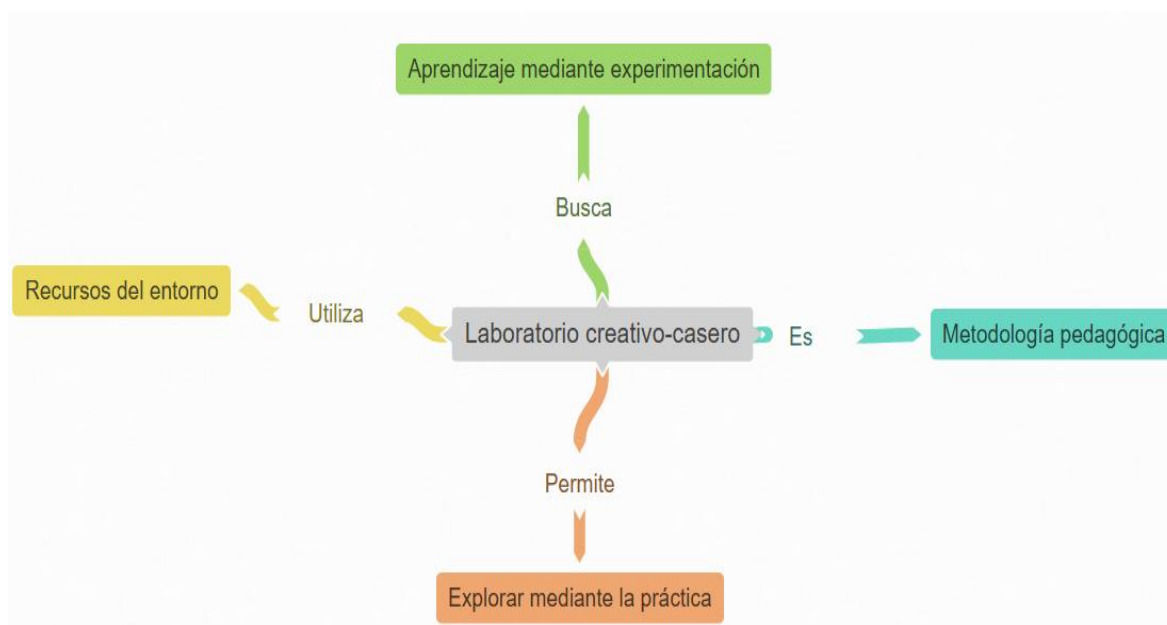 Aprendizaje mediante experimentación
Busca
Recursos del entorno
Utiliza
Laboratorio creativo-casero
Es
Metodología pedagógica
Permite
Explorar mediante la práctica